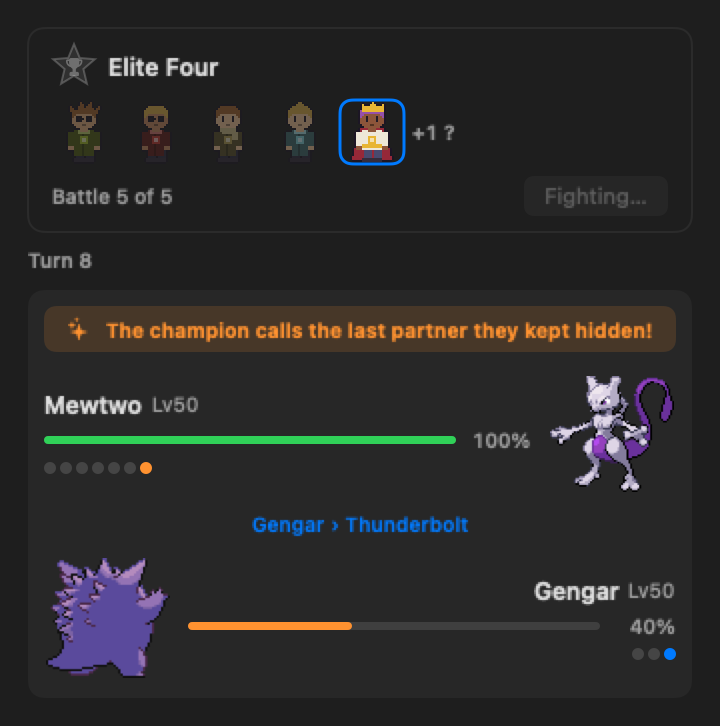 Elite Four
+1 ?
Battle 5 of 5
Fighting...
Turn 8
The champion calls the last partner they kept hidden!
Mewtwo Lv50
100%
Gengar › Thunderbolt
Gengar Lv50
40%